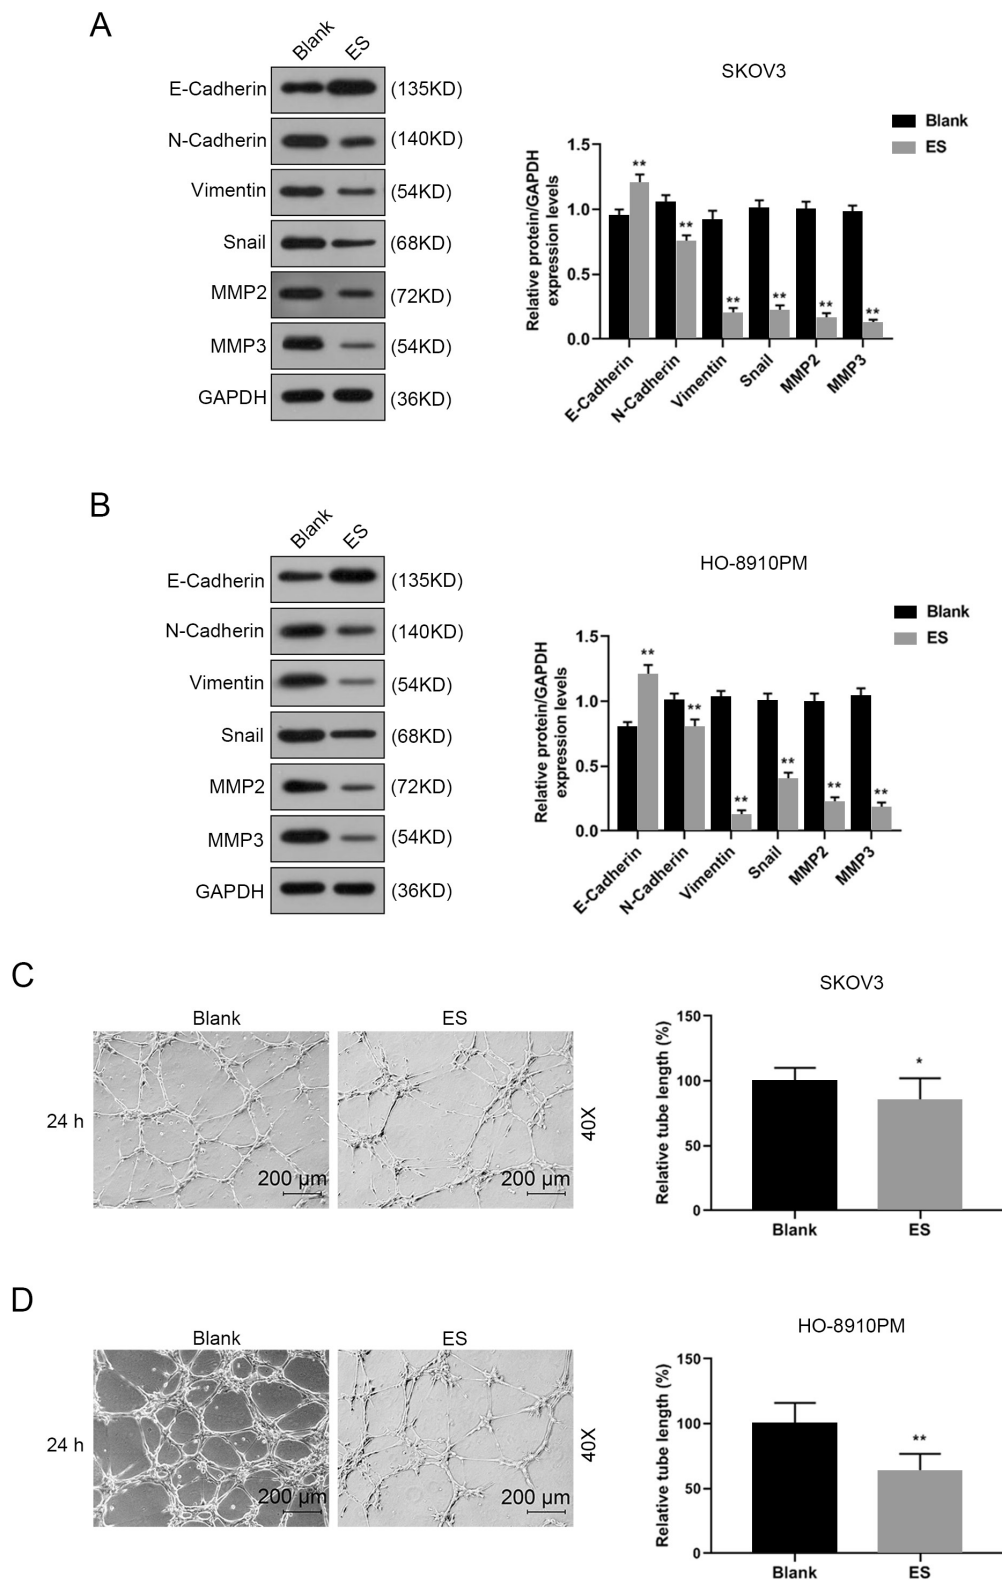 A
Blank ES
E-Cadherin (135KD)
N-Cadherin (140KD)
Vimentin (54KD)
Snail (68KD)
MMP2 (72KD)
MMP3 (54KD)
GAPDH (36KD)
SKOV3
Blank
ES
Relative protein/GAPDH
expression levels
1.5
1.0
0.5
0.0
** ** ** ** ** **
E-Cadherin N-Cadherin Vimentin Snail MMP2 MMP3
B
Blank ES
E-Cadherin (135KD)
N-Cadherin (140KD)
Vimentin (54KD)
Snail (68KD)
MMP2 (72KD)
MMP3 (54KD)
GAPDH (36KD)
HO-8910PM
Blank
ES
Relative protein/GAPDH
expression levels
1.5
1.0
0.5
0.0
** ** ** ** ** **
E-Cadherin N-Cadherin Vimentin Snail MMP2 MMP3
C
Blank ES
24 h
200 μm 200 μm
40X
SKOV3
Relative tube length (%)
150
100
50
0
*
Blank ES
D
Blank ES
24 h
200 μm 200 μm
40X
HO-8910PM
Relative tube length (%)
150
100
50
0
**
Blank ES